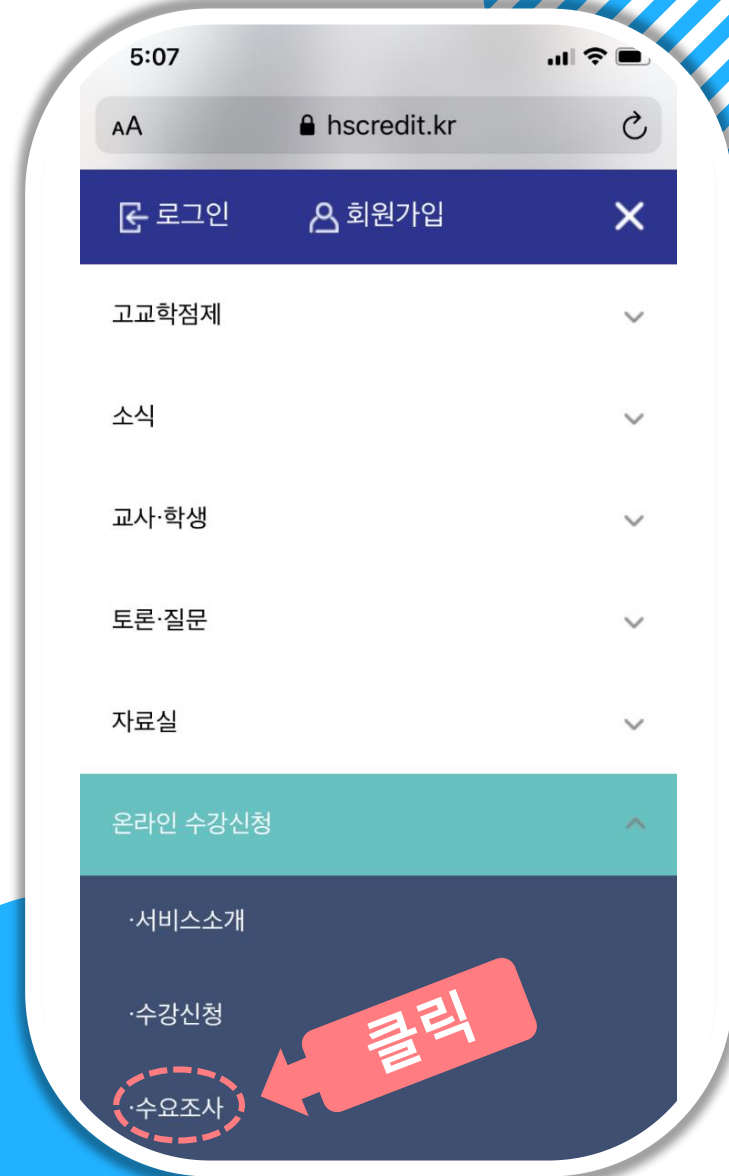 5:07
AA hscredit.kr
로그인 회원가입
고교학점제
소식
교사·학생
토론·질문
자료실
온라인 수강신청
·서비스소개
·수강신청
클릭
·수요조사